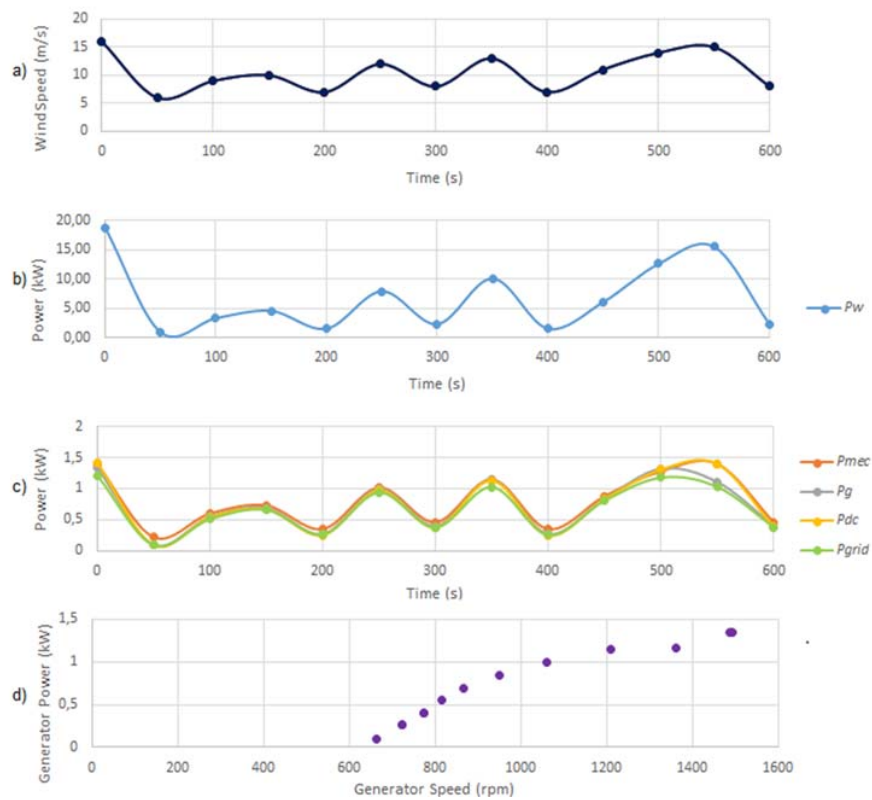 a)
WindSpeed (m/s)
20
15
10
5
0
0 100 200 300 400 500 600
Time (s)
b)
Power (kW)
20,00
15,00
10,00
5,00
0,00
0 100 200 300 400 500 600
Time (s)
Pw
c)
Power (kW)
2
1,5
1
0,5
0
0 100 200 300 400 500 600
Time (s)
Pmec
Pg
Pdc
Pgrid
d)
Generator Power (kW)
1,5
1
0,5
0
0 200 400 600 800 1000 1200 1400 1600
Generator Speed (rpm)